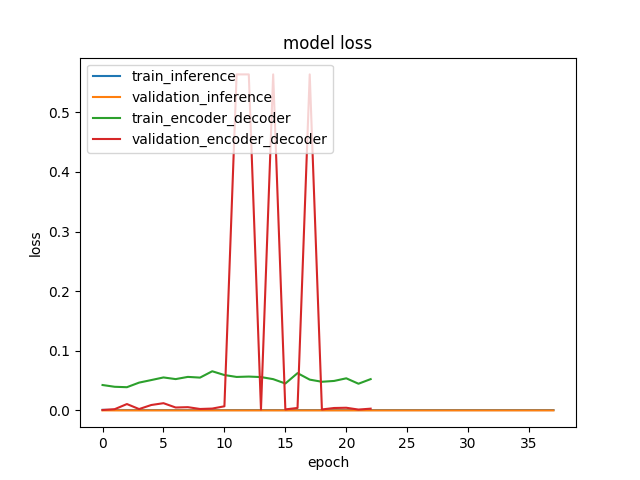 model loss
train_inference
validation_inference
train_encoder_decoder
validation_encoder_decoder
0.5
0.4
0.3
0.2
0.1
0.0
loss
0 5 10 15 20 25 30 35
epoch